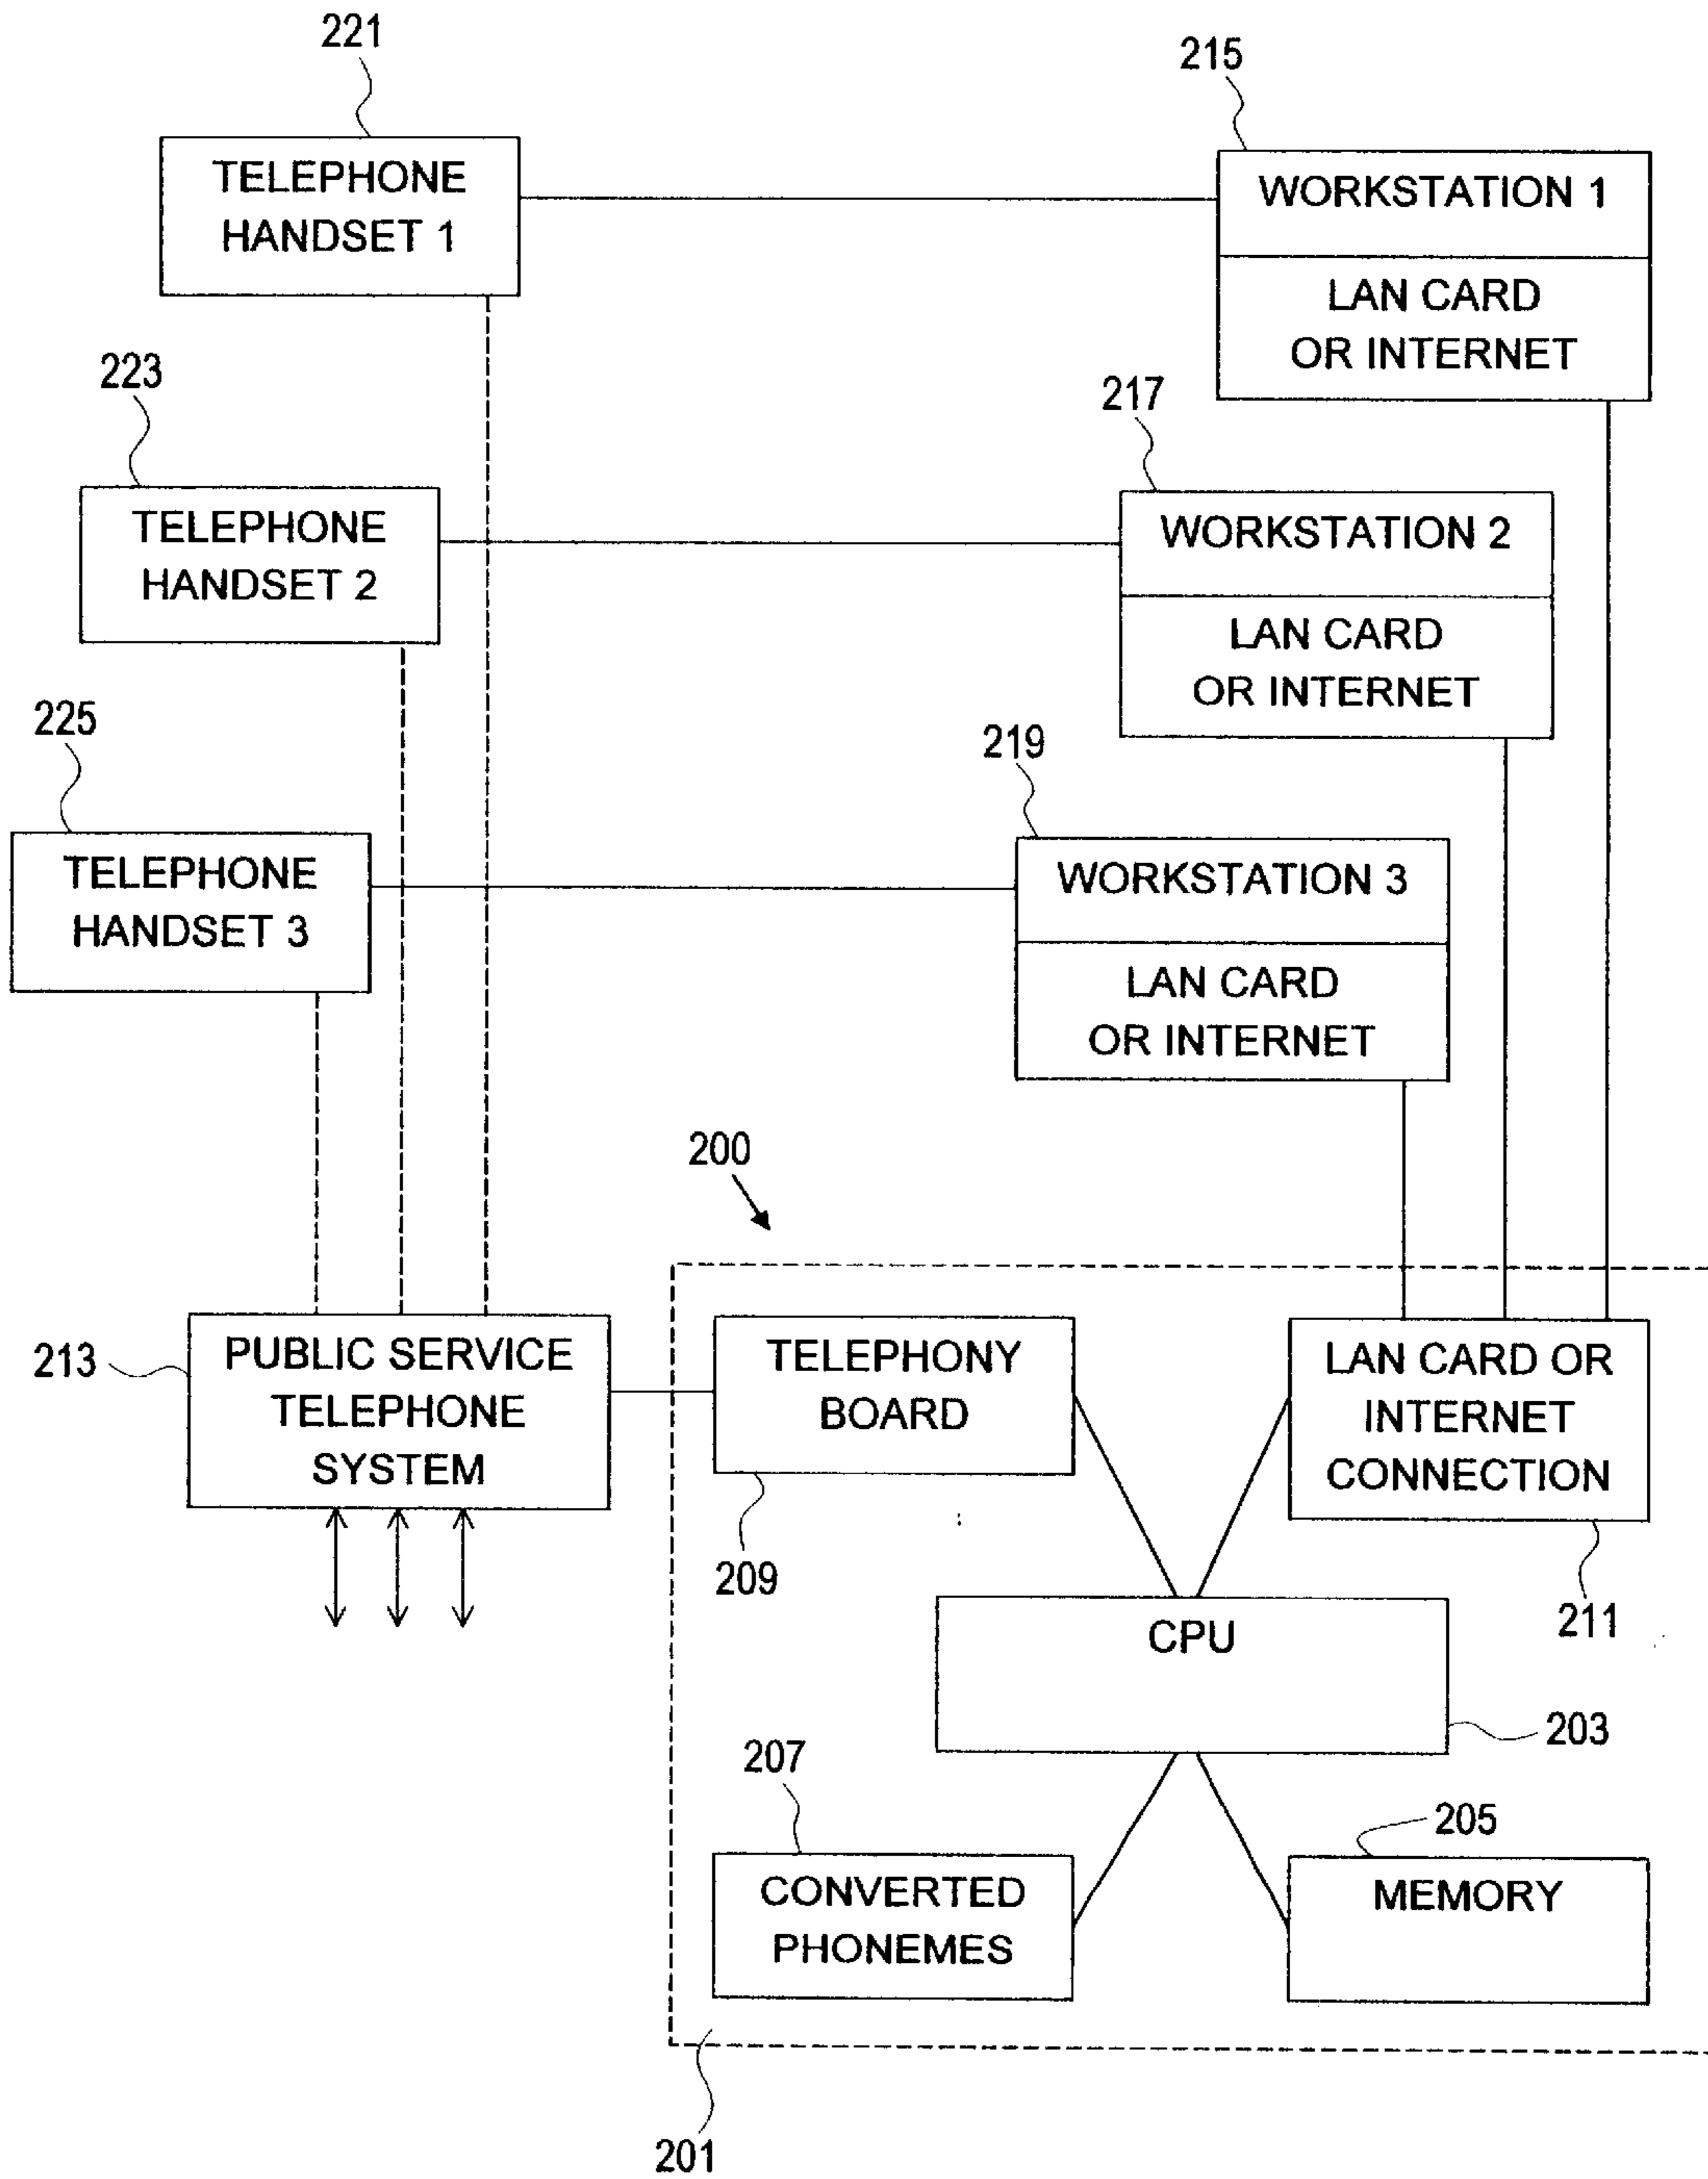 221
215
TELEPHONE
HANDSET 1
WORKSTATION 1
LAN CARD
OR INTERNET
223
217
TELEPHONE
HANDSET 2
WORKSTATION 2
LAN CARD
OR INTERNET
225
219
TELEPHONE
HANDSET 3
WORKSTATION 3
LAN CARD
OR INTERNET
200
213
PUBLIC SERVICE
TELEPHONE
SYSTEM
TELEPHONY
BOARD
LAN CARD OR
INTERNET
CONNECTION
209
211
CPU
203
207
205
CONVERTED
PHONEMES
MEMORY
201